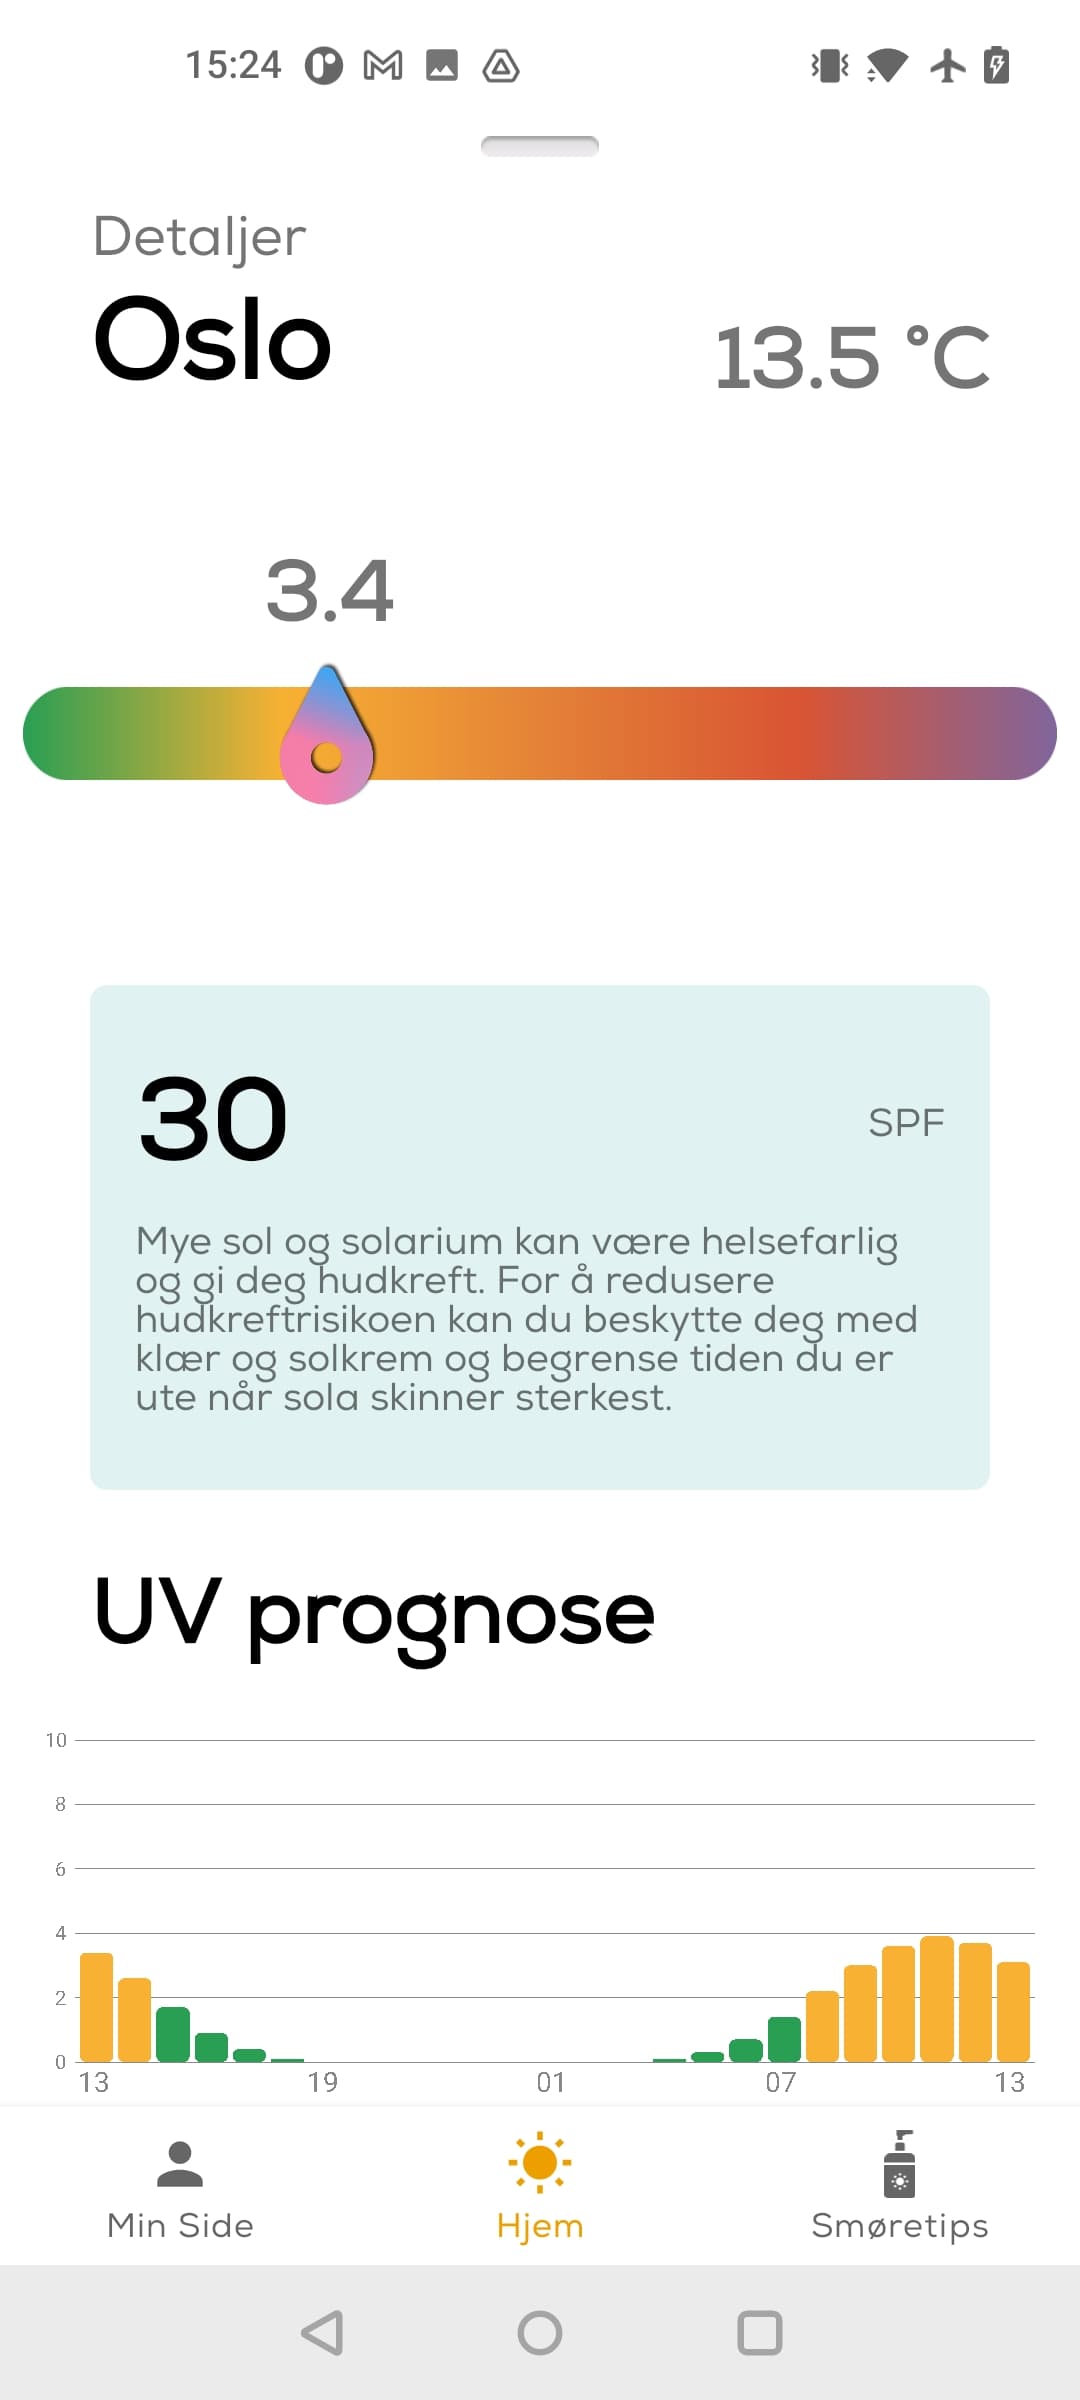 15:24
Detaljer
Oslo
13.5 °C
3.4
30
SPF
Mye sol og solarium kan være helsefarlig
og gi deg hudkreft. For å redusere
hudkreftrisikoen kan du beskytte deg med
klær og solkrem og begrense tiden du er
ute når sola skinner sterkest.
UV prognose
10
8
6
4
2
0
13 19 01 07 13
Min Side Hjem Smøretips